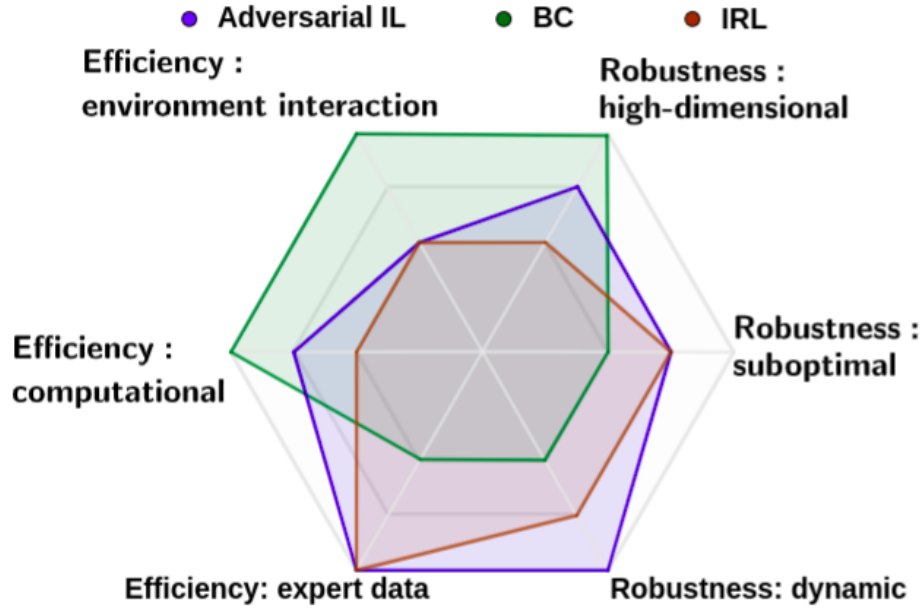 Adversarial IL BC IRL
Efficiency :
environment interaction
Robustness :
high-dimensional
Efficiency :
computational
Robustness :
suboptimal
Efficiency: expert data
Robustness: dynamic